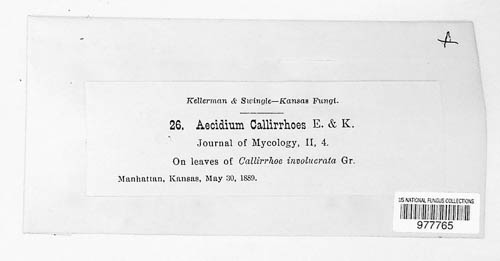 Kellerman & Swingle—Kansas Fungi.
26. Aecidium Callirrhoes E. & K.
Journal of Mycology, II, 4.
On leaves of Callirrhoe involucrata Gr.
Manhattan, Kansas, May 30, 1889.
US NATIONAL FUNGUS COLLECTIONS
977765